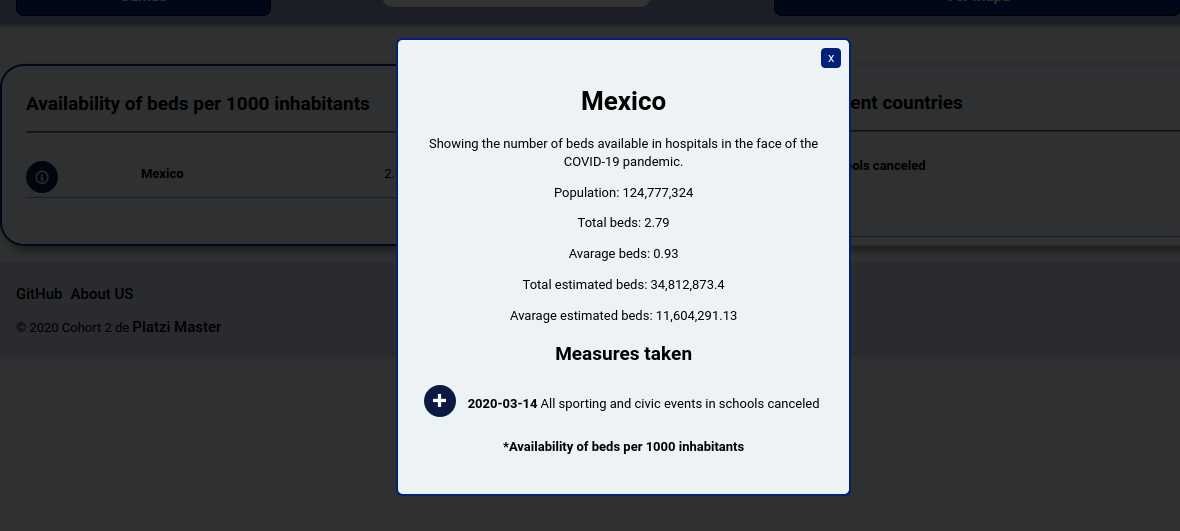 x
Mexico
Showing the number of beds available in hospitals in the face of the
COVID-19 pandemic.
Population: 124,777,324
Total beds: 2.79
Avarage beds: 0.93
Total estimated beds: 34,812,873.4
Avarage estimated beds: 11,604,291.13
Measures taken
2020-03-14 All sporting and civic events in schools canceled
*Availability of beds per 1000 inhabitants
Availability of beds per 1000 inhabitants
Mexico 2.
countries
canceled
GitHub About US
© 2020 Cohort 2 de Platzi Master